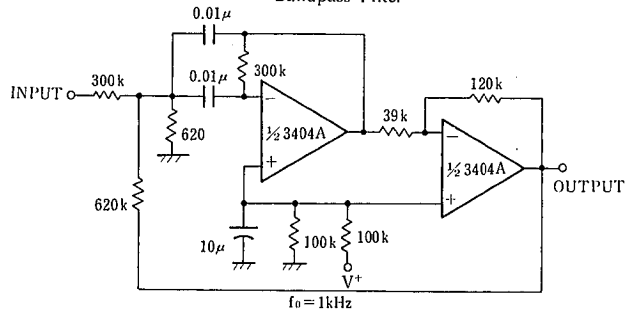 Bandpass Filter
0.01μ
0.01μ
300k
INPUT
300k
620
620k
−
½ 3404A
+
39k
120k
−
½ 3404A
+
OUTPUT
10μ
100k
100k
V+
f₀=1kHz